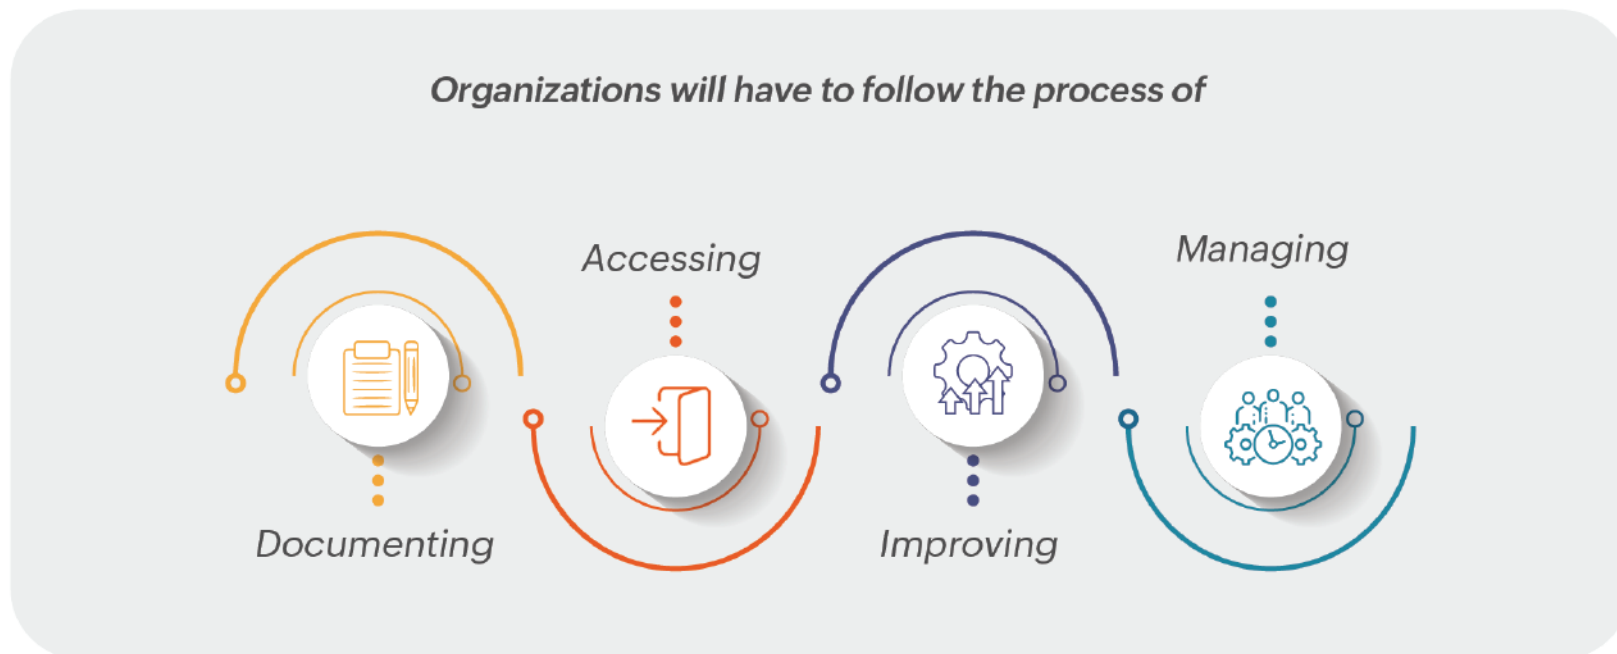 Organizations will have to follow the process of
Documenting
Accessing
Improving
Managing